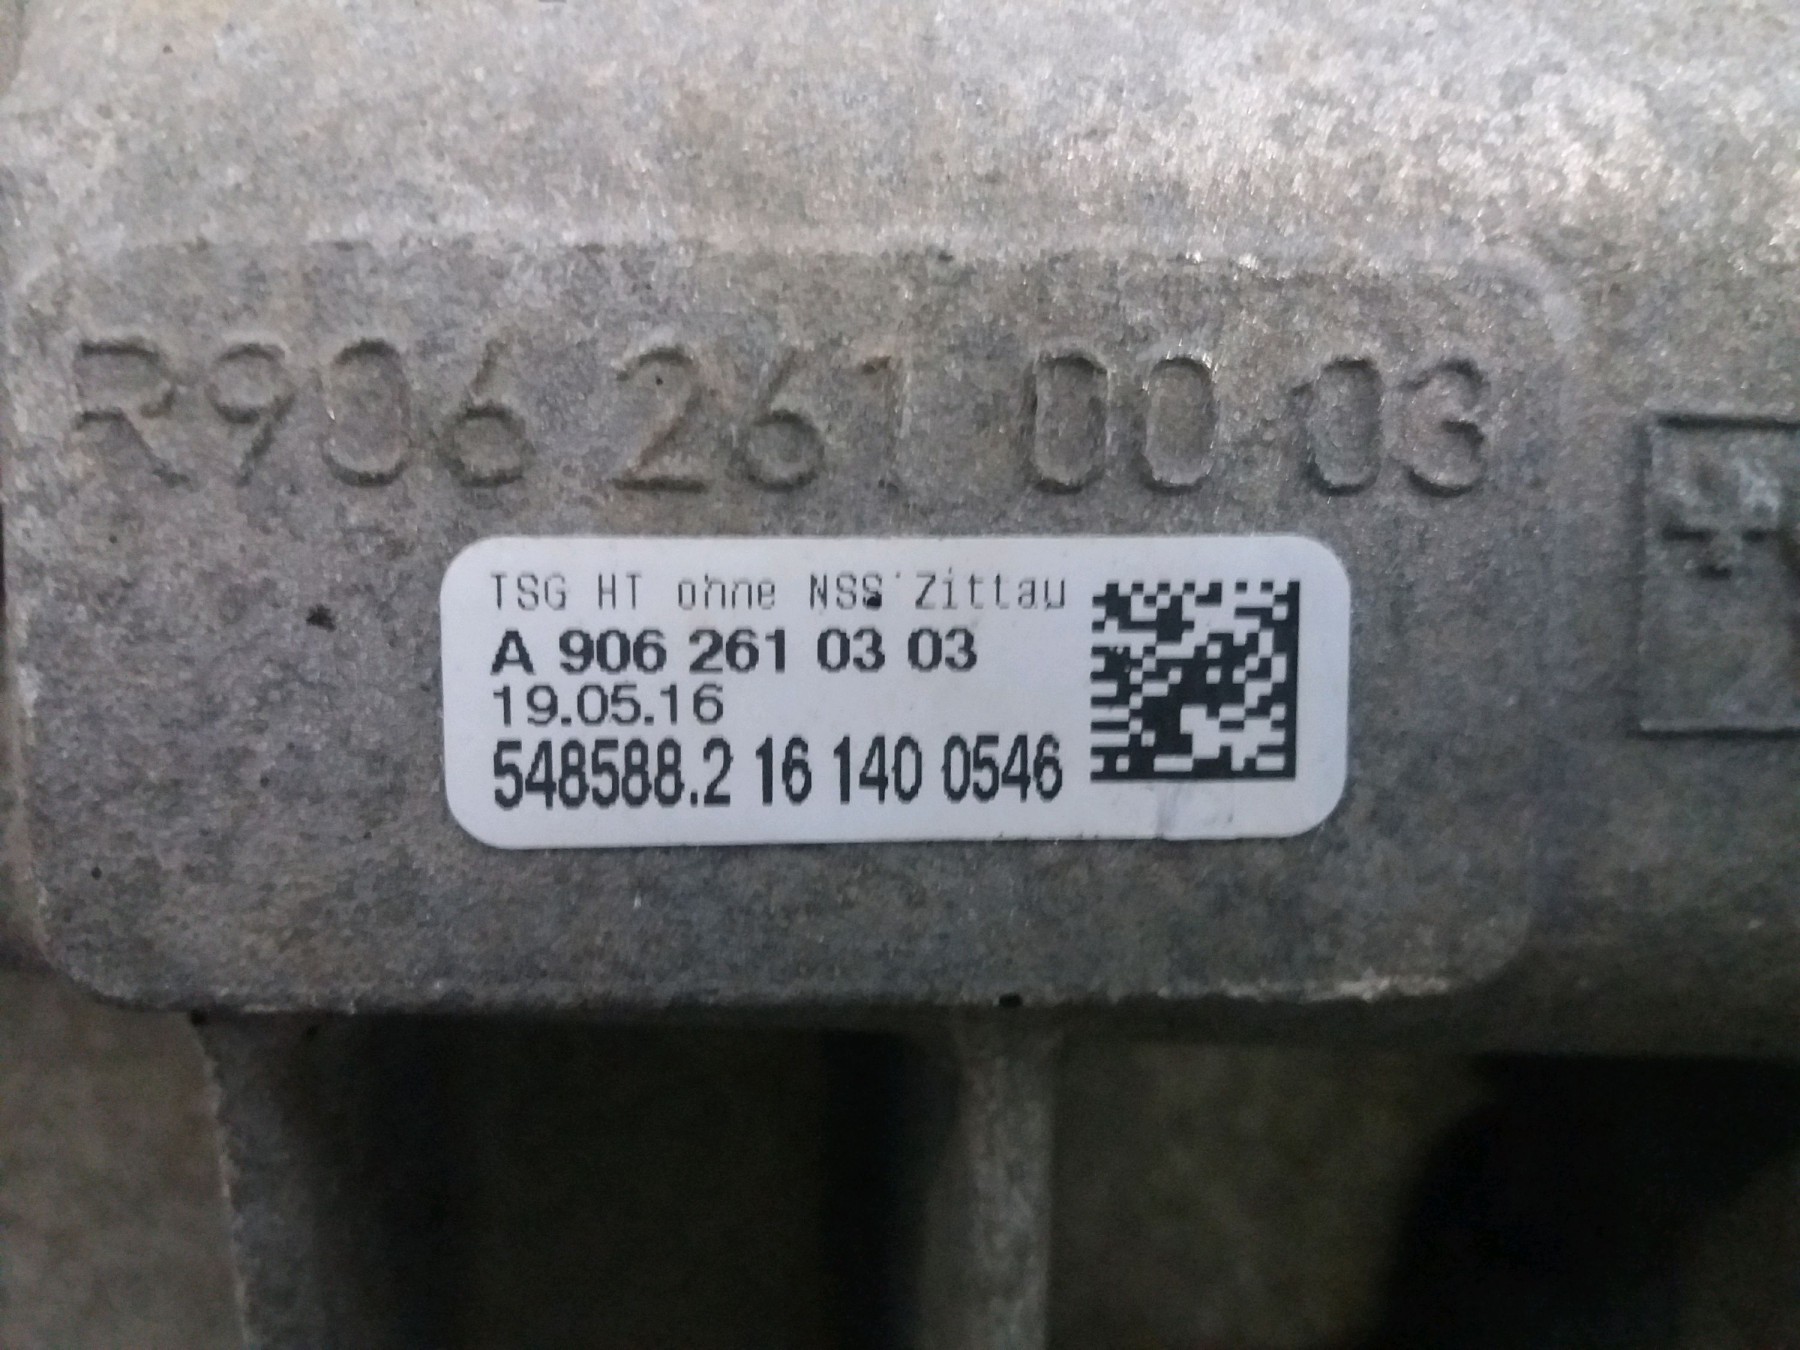 R906 261 00 03
TSG HT ohne NSS Zittau
A 906 261 03 03
19.05.16
548588.2 16 140 0546